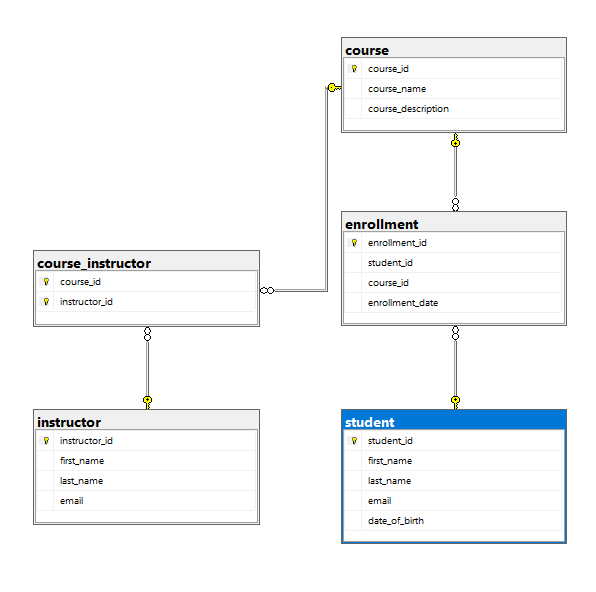 course
course_id
course_name
course_description
enrollment
enrollment_id
student_id
course_id
enrollment_date
course_instructor
course_id
instructor_id
instructor
instructor_id
first_name
last_name
email
student
student_id
first_name
last_name
email
date_of_birth